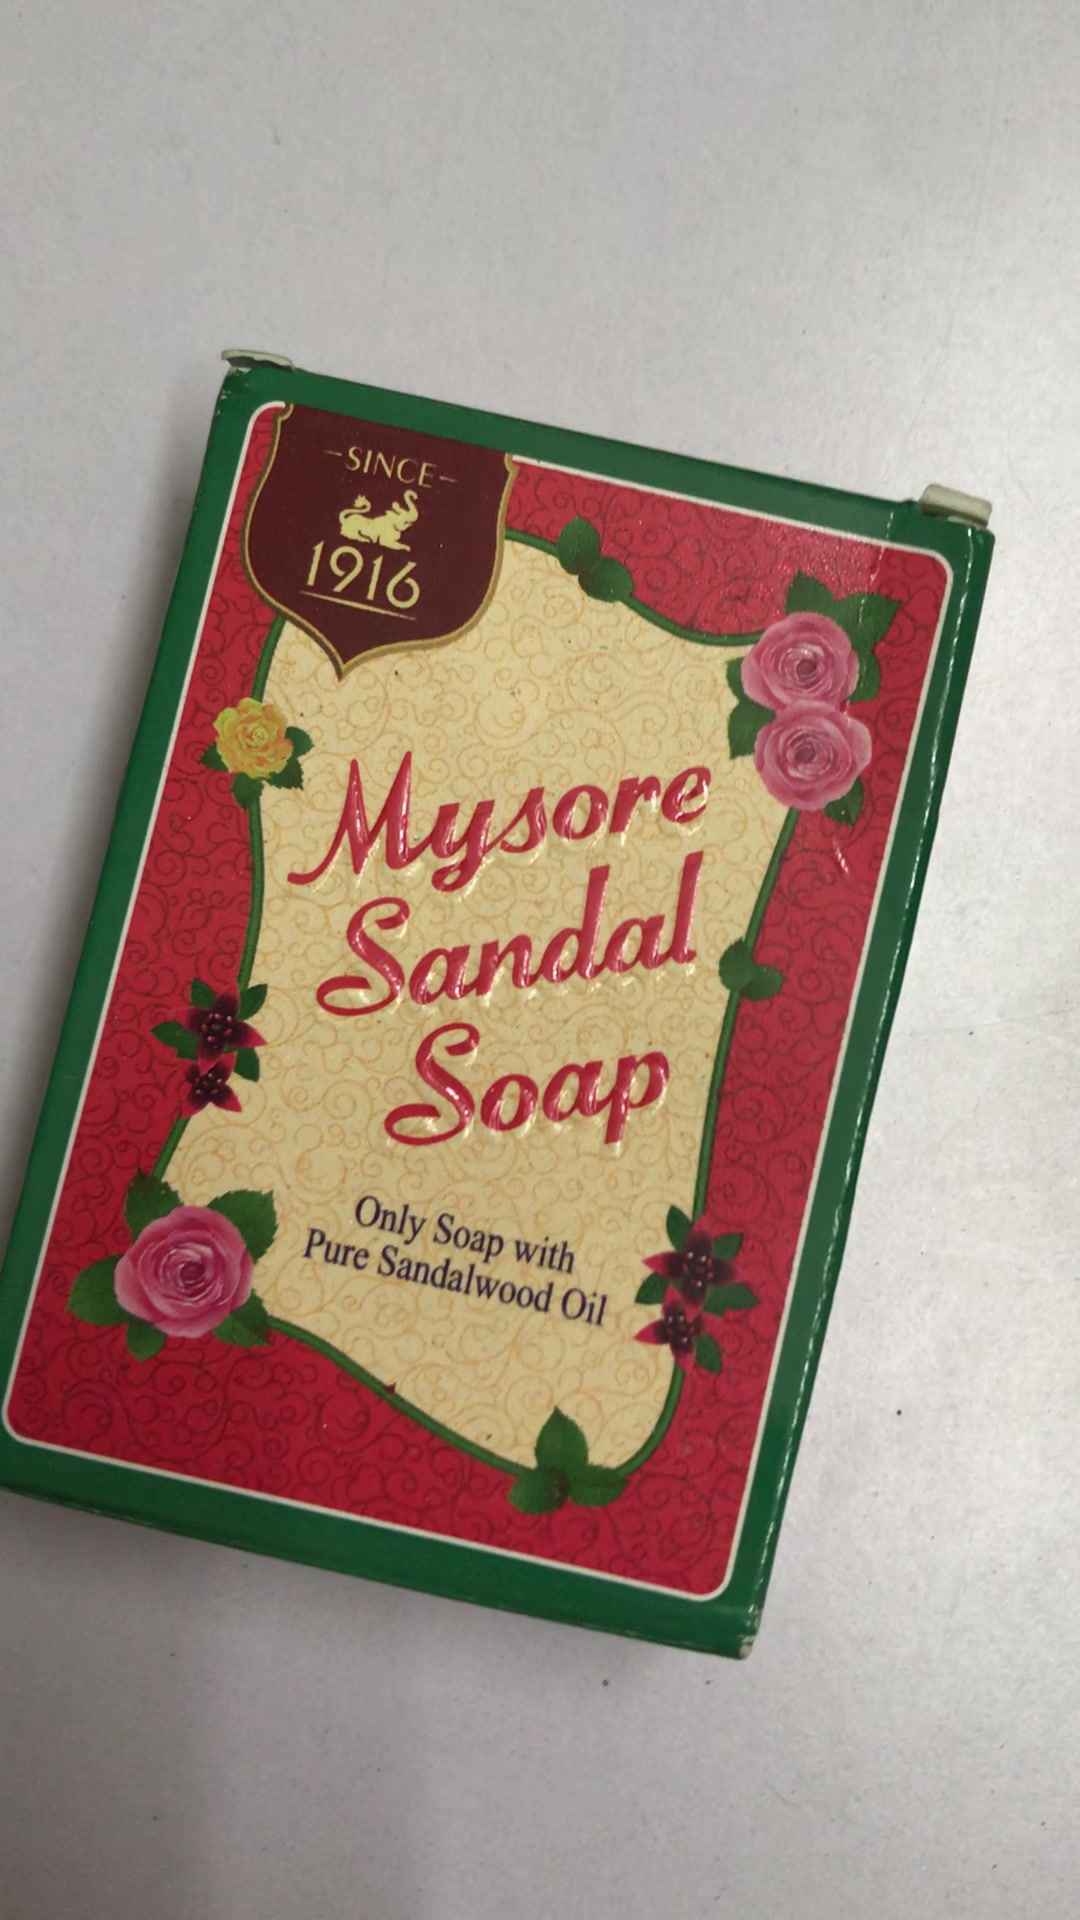 -SINCE-
1916
Mysore
Sandal
Soap
Only Soap with
Pure Sandalwood Oil